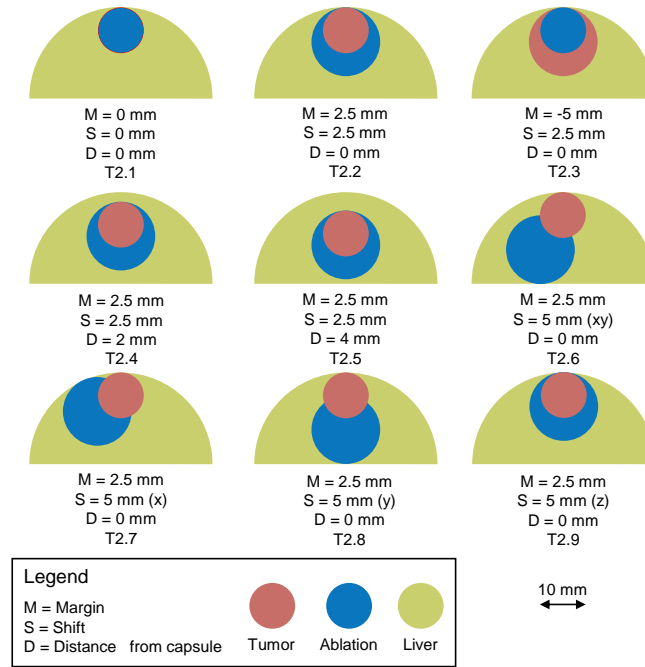 M = 0 mm
S = 0 mm
D = 0 mm
T2.1
M = 2.5 mm
S = 2.5 mm
D = 0 mm
T2.2
M = -5 mm
S = 2.5 mm
D = 0 mm
T2.3
M = 2.5 mm
S = 2.5 mm
D = 2 mm
T2.4
M = 2.5 mm
S = 2.5 mm
D = 4 mm
T2.5
M = 2.5 mm
S = 5 mm (xy)
D = 0 mm
T2.6
M = 2.5 mm
S = 5 mm (x)
D = 0 mm
T2.7
M = 2.5 mm
S = 5 mm (y)
D = 0 mm
T2.8
M = 2.5 mm
S = 5 mm (z)
D = 0 mm
T2.9
Legend
M = Margin
S = Shift
D = Distance from capsule
Tumor
Ablation
Liver
10 mm